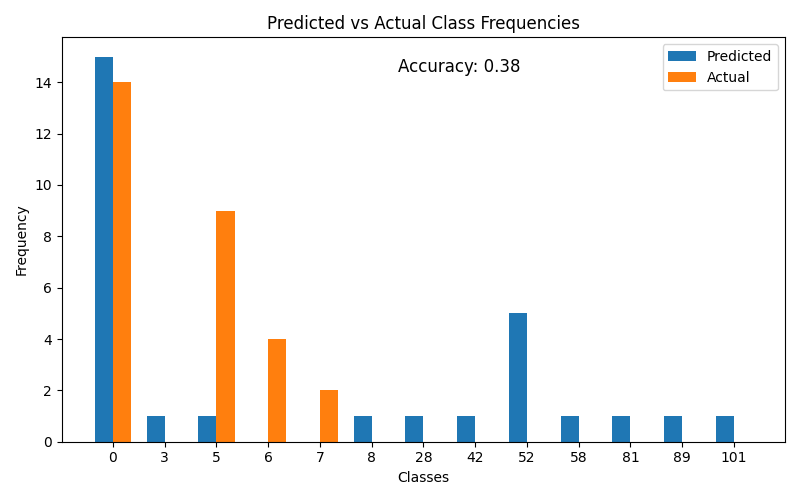 Predicted vs Actual Class Frequencies
Accuracy: 0.38
Predicted
Actual
14
12
10
8
6
4
2
0
Frequency
0 3 5 6 7 8 28 42 52 58 81 89 101
Classes